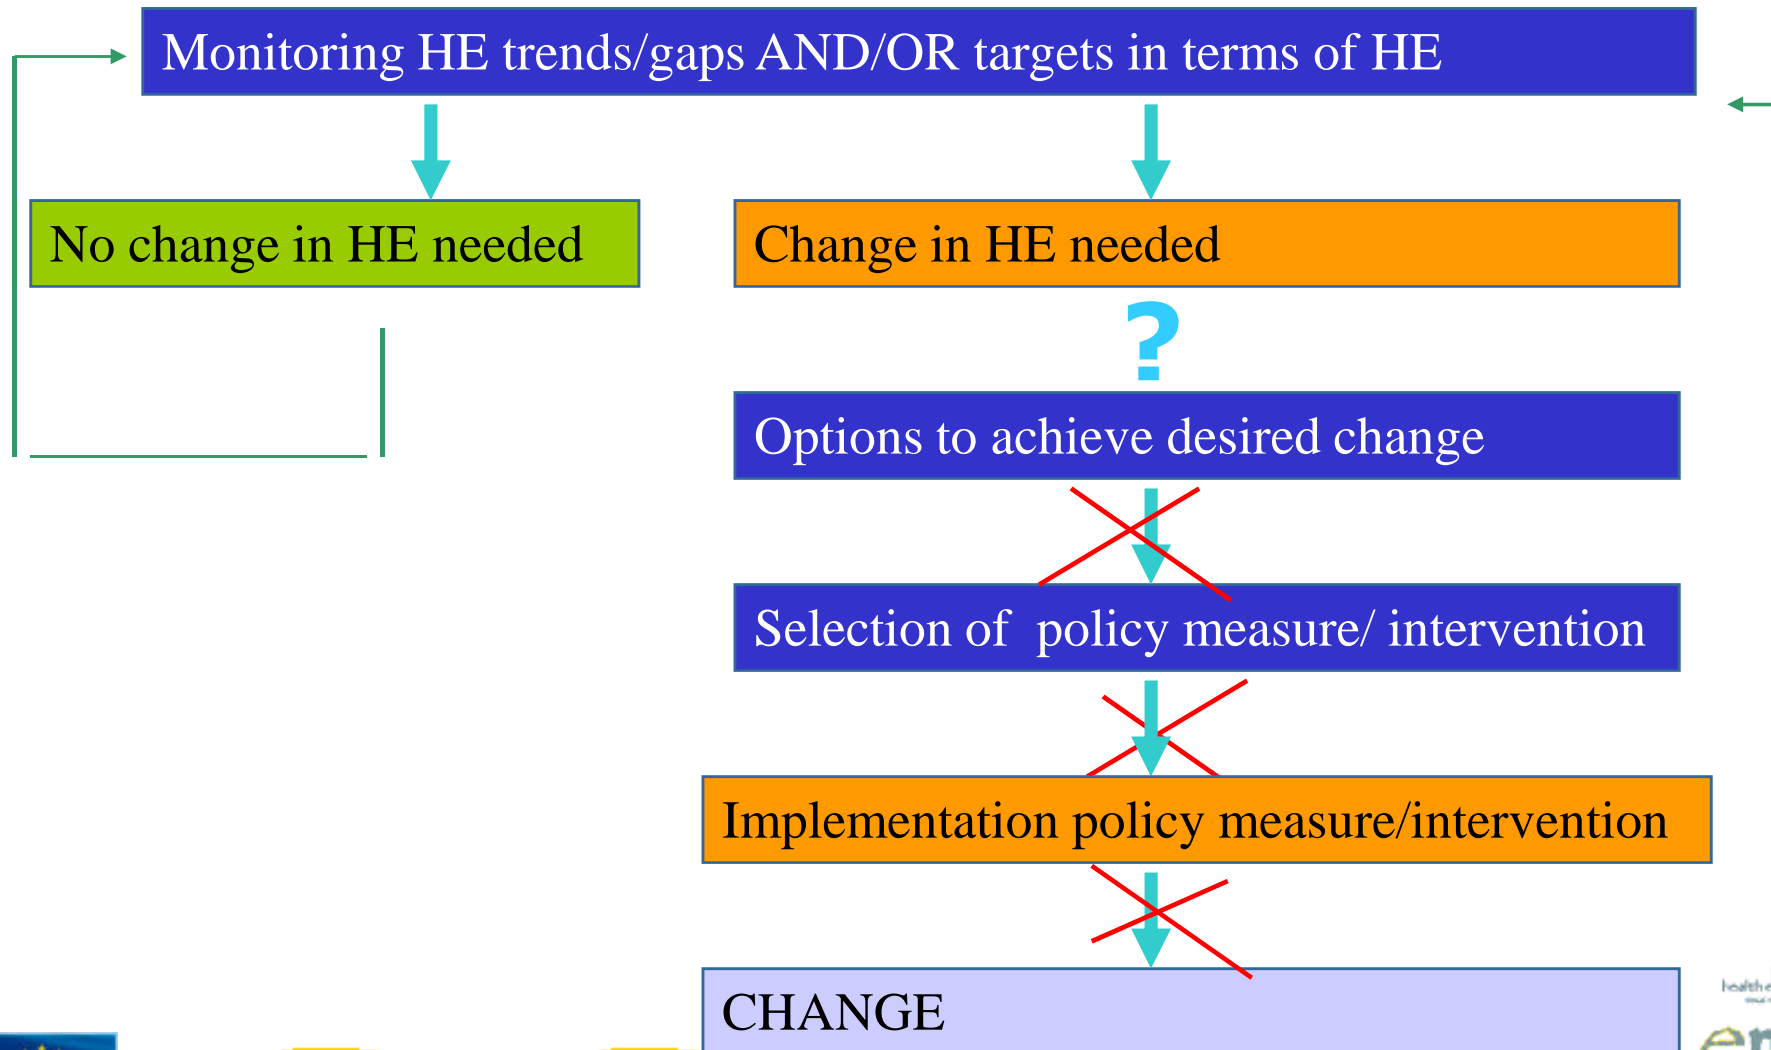 Monitoring HE trends/gaps AND/OR targets in terms of HE
No change in HE needed
Change in HE needed
?
Options to achieve desired change
Selection of policy measure/ intervention
Implementation policy measure/intervention
CHANGE
health